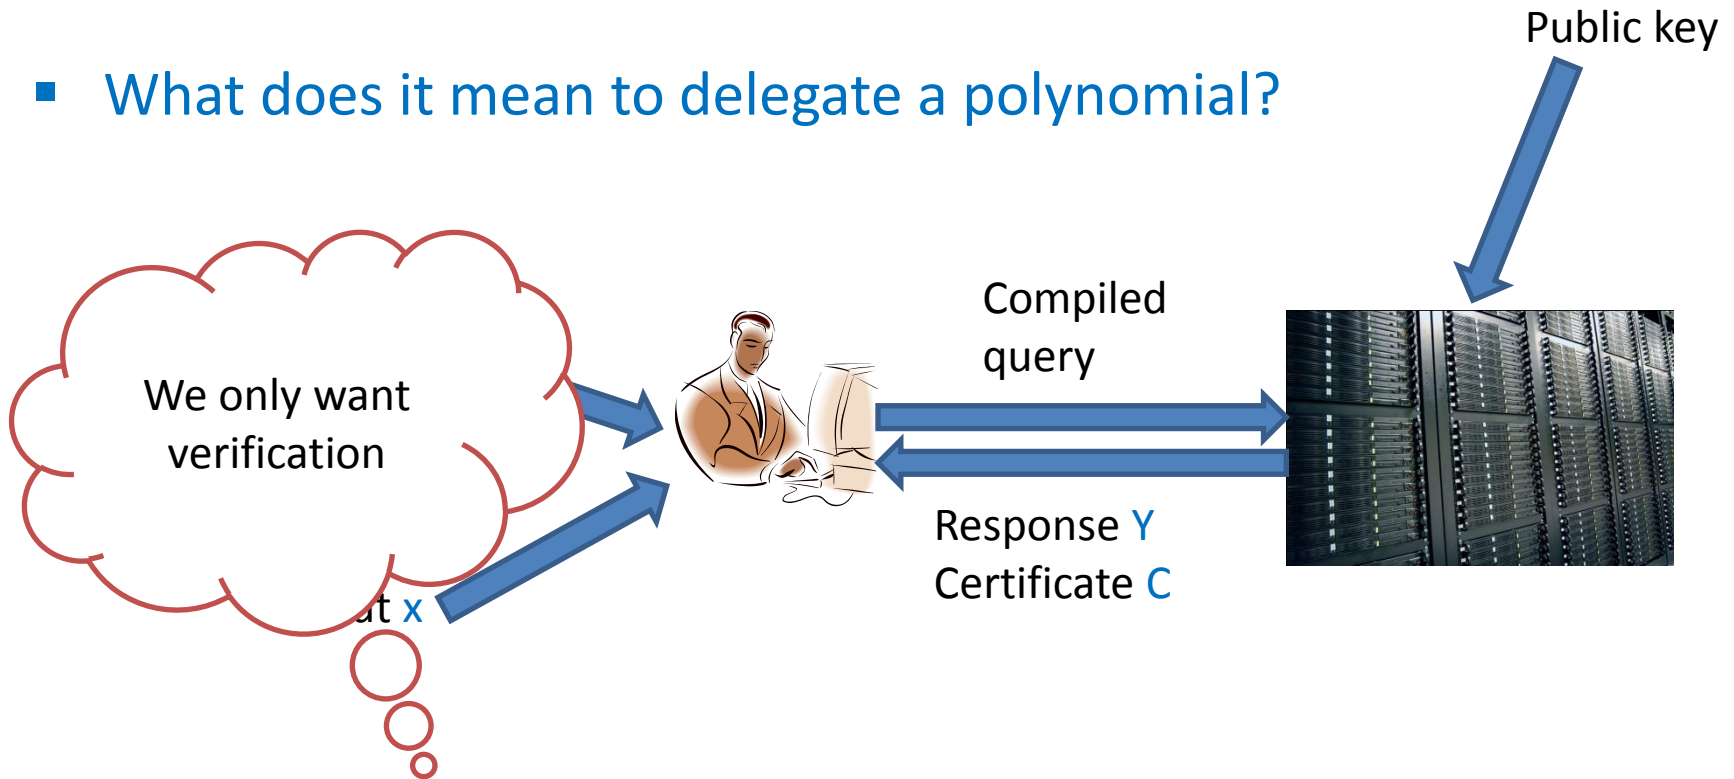 Public key
▪ What does it mean to delegate a polynomial?
Compiled
query
We only want
verification
Response Y
Certificate C
x